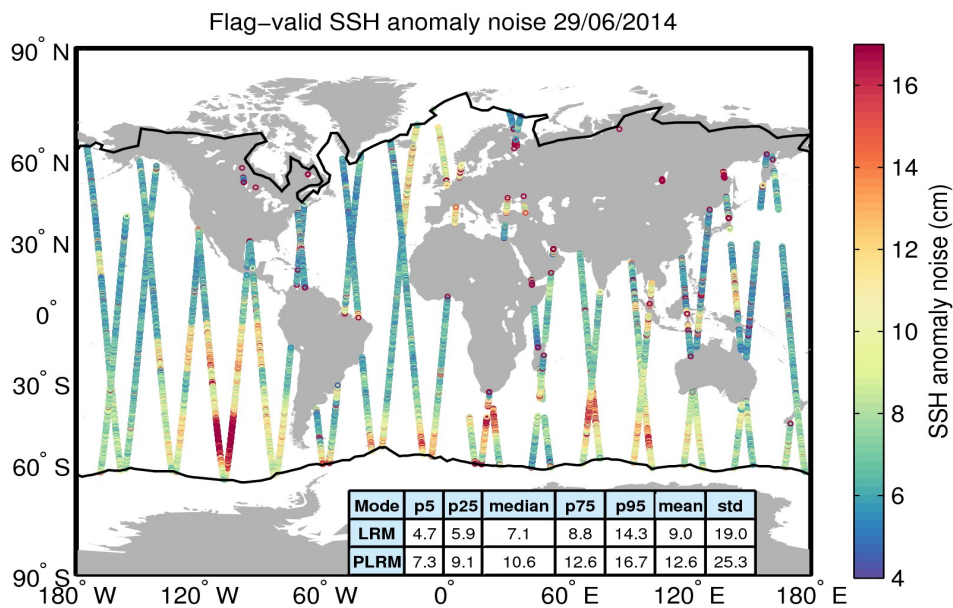 Flag−valid SSH anomaly noise 29/06/2014
90° N
60° N
30° N
0°
30° S
60° S
90° S
180° W
120° W
60° W
0°
60° E
120° E
180° E
Mode p5 p25 median p75 p95 mean std
LRM 4.7 5.9 7.1 8.8 14.3 9.0 19.0
PLRM 7.3 9.1 10.6 12.6 16.7 12.6 25.3
16
14
12
10
8
6
4
SSH anomaly noise (cm)